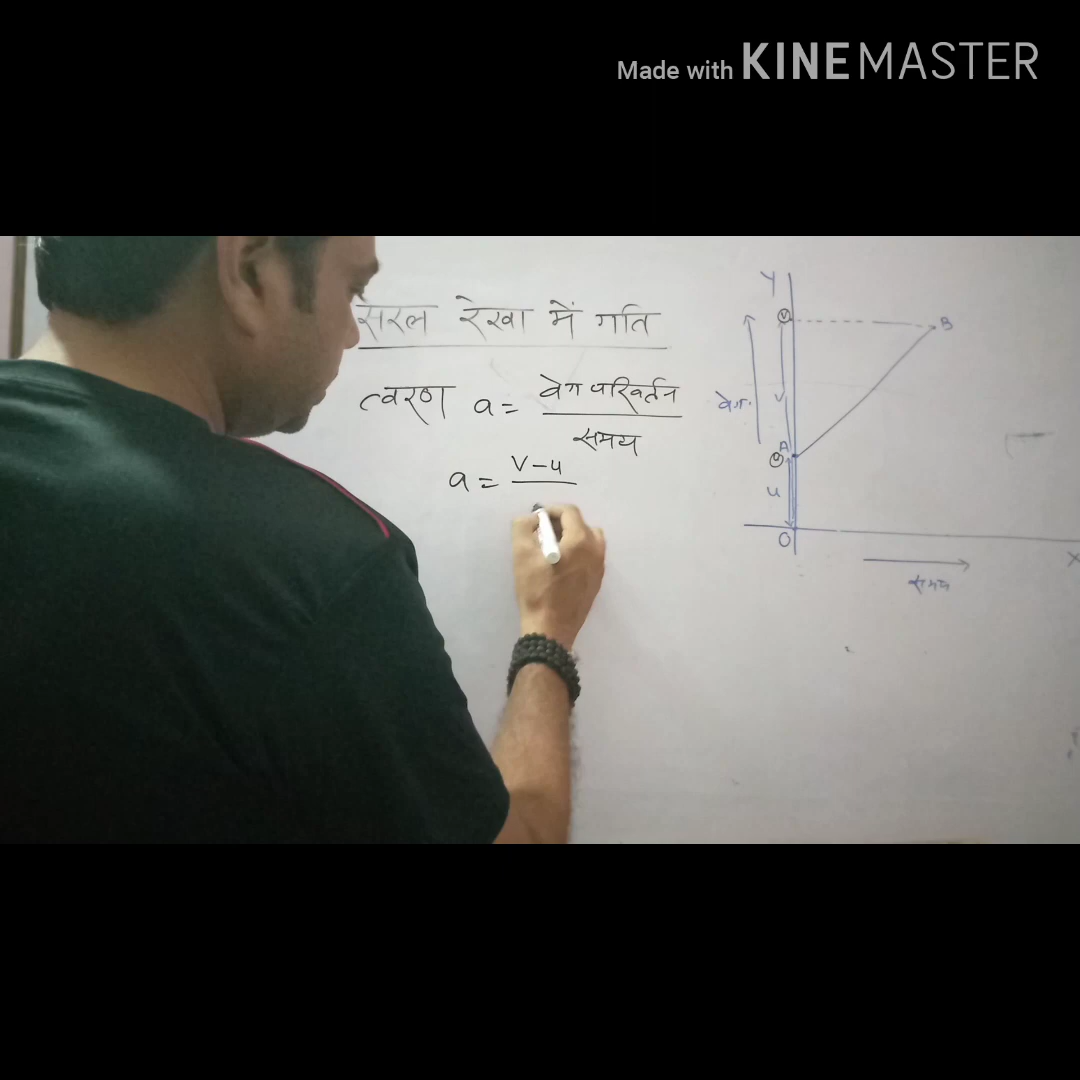 Made with KINEMASTER
सरल रेखा में गति
त्वरण a = वेग परिवर्तन
समय
a = v-u
Y
V
B
वेग
A
u
O
X
समय